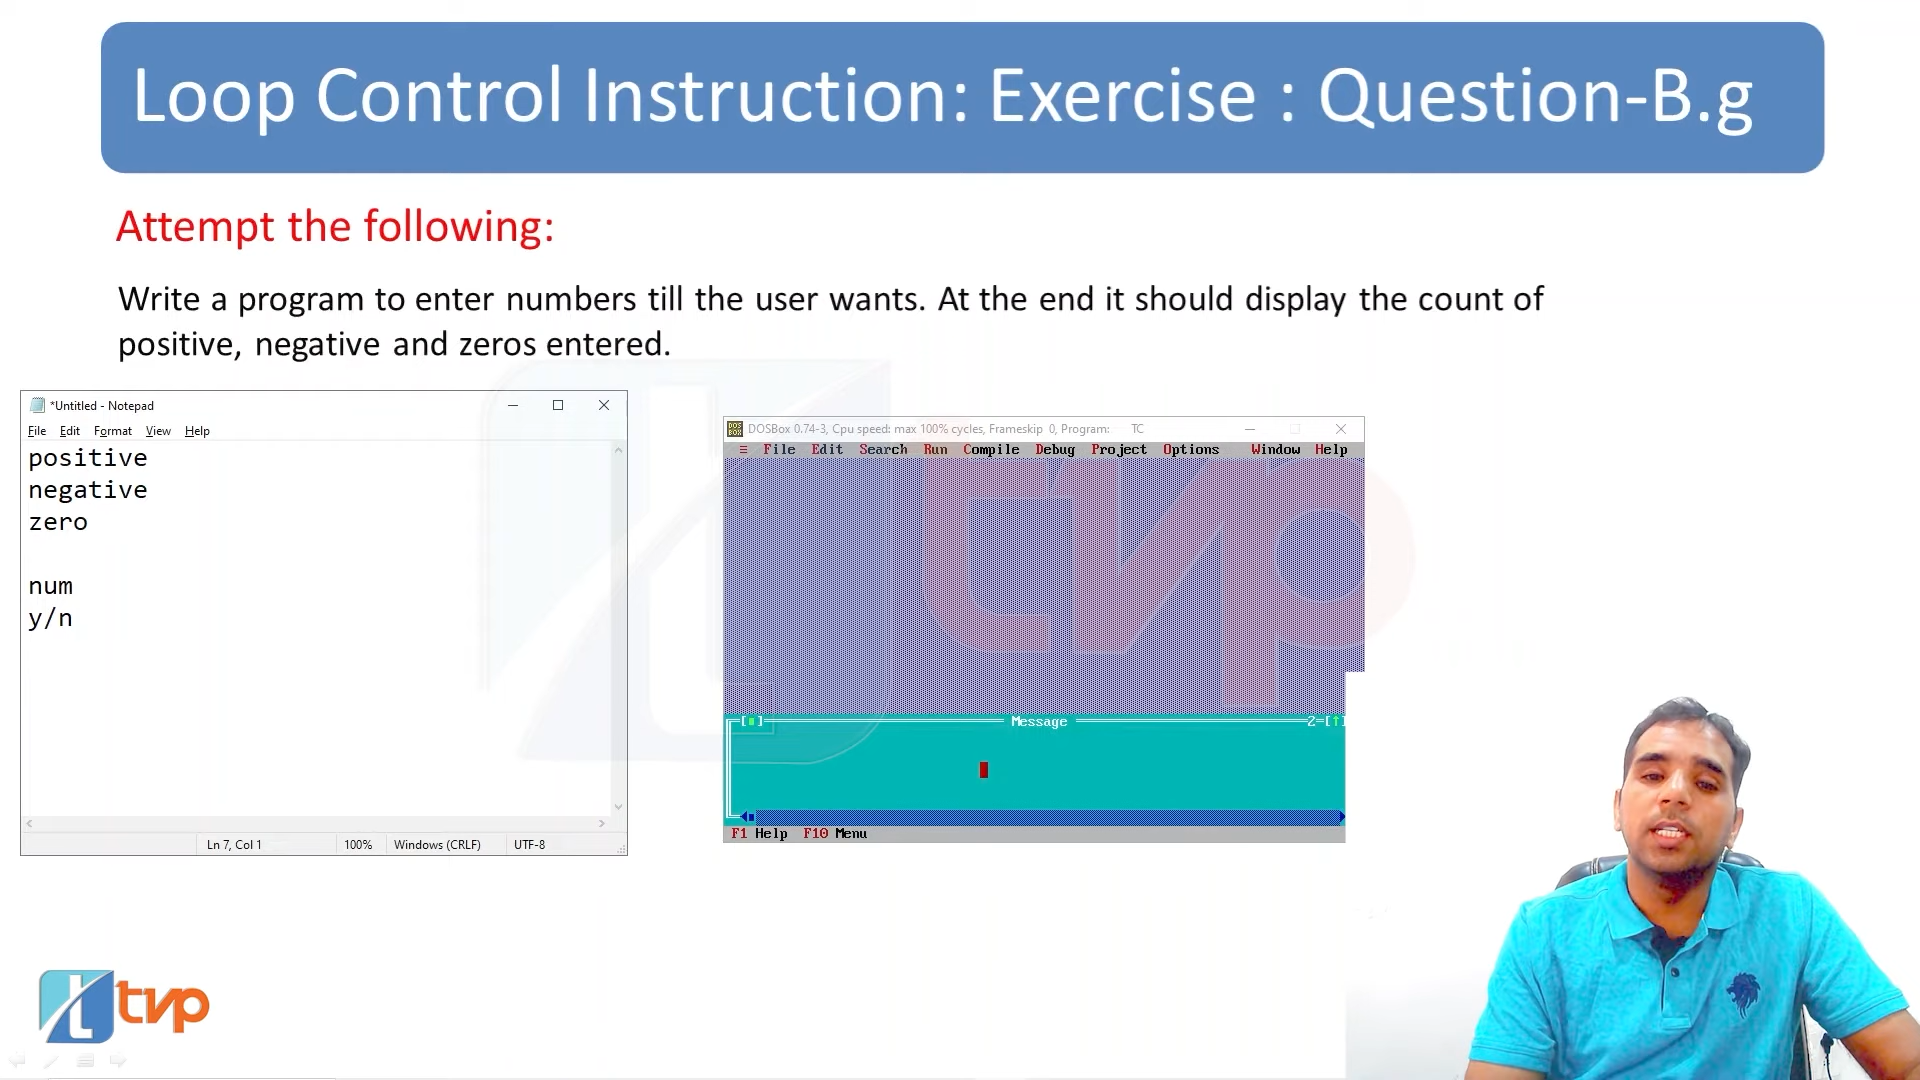 Loop Control Instruction: Exercise : Question-B.g
Attempt the following:
Write a program to enter numbers till the user wants. At the end it should display the count of
positive, negative and zeros entered.
*Untitled - Notepad
File Edit Format View Help
positive
negative
zero
num
y/n
Ln 7, Col 1 100% Windows (CRLF) UTF-8
DOSBox 0.74-3, Cpu speed: max 100% cycles, Frameskip 0, Program: TC
≡ File Edit Search Run Compile Debug Project Options Window Help
Message 2=[↑]
F1 Help F10 Menu
tvp
tvp